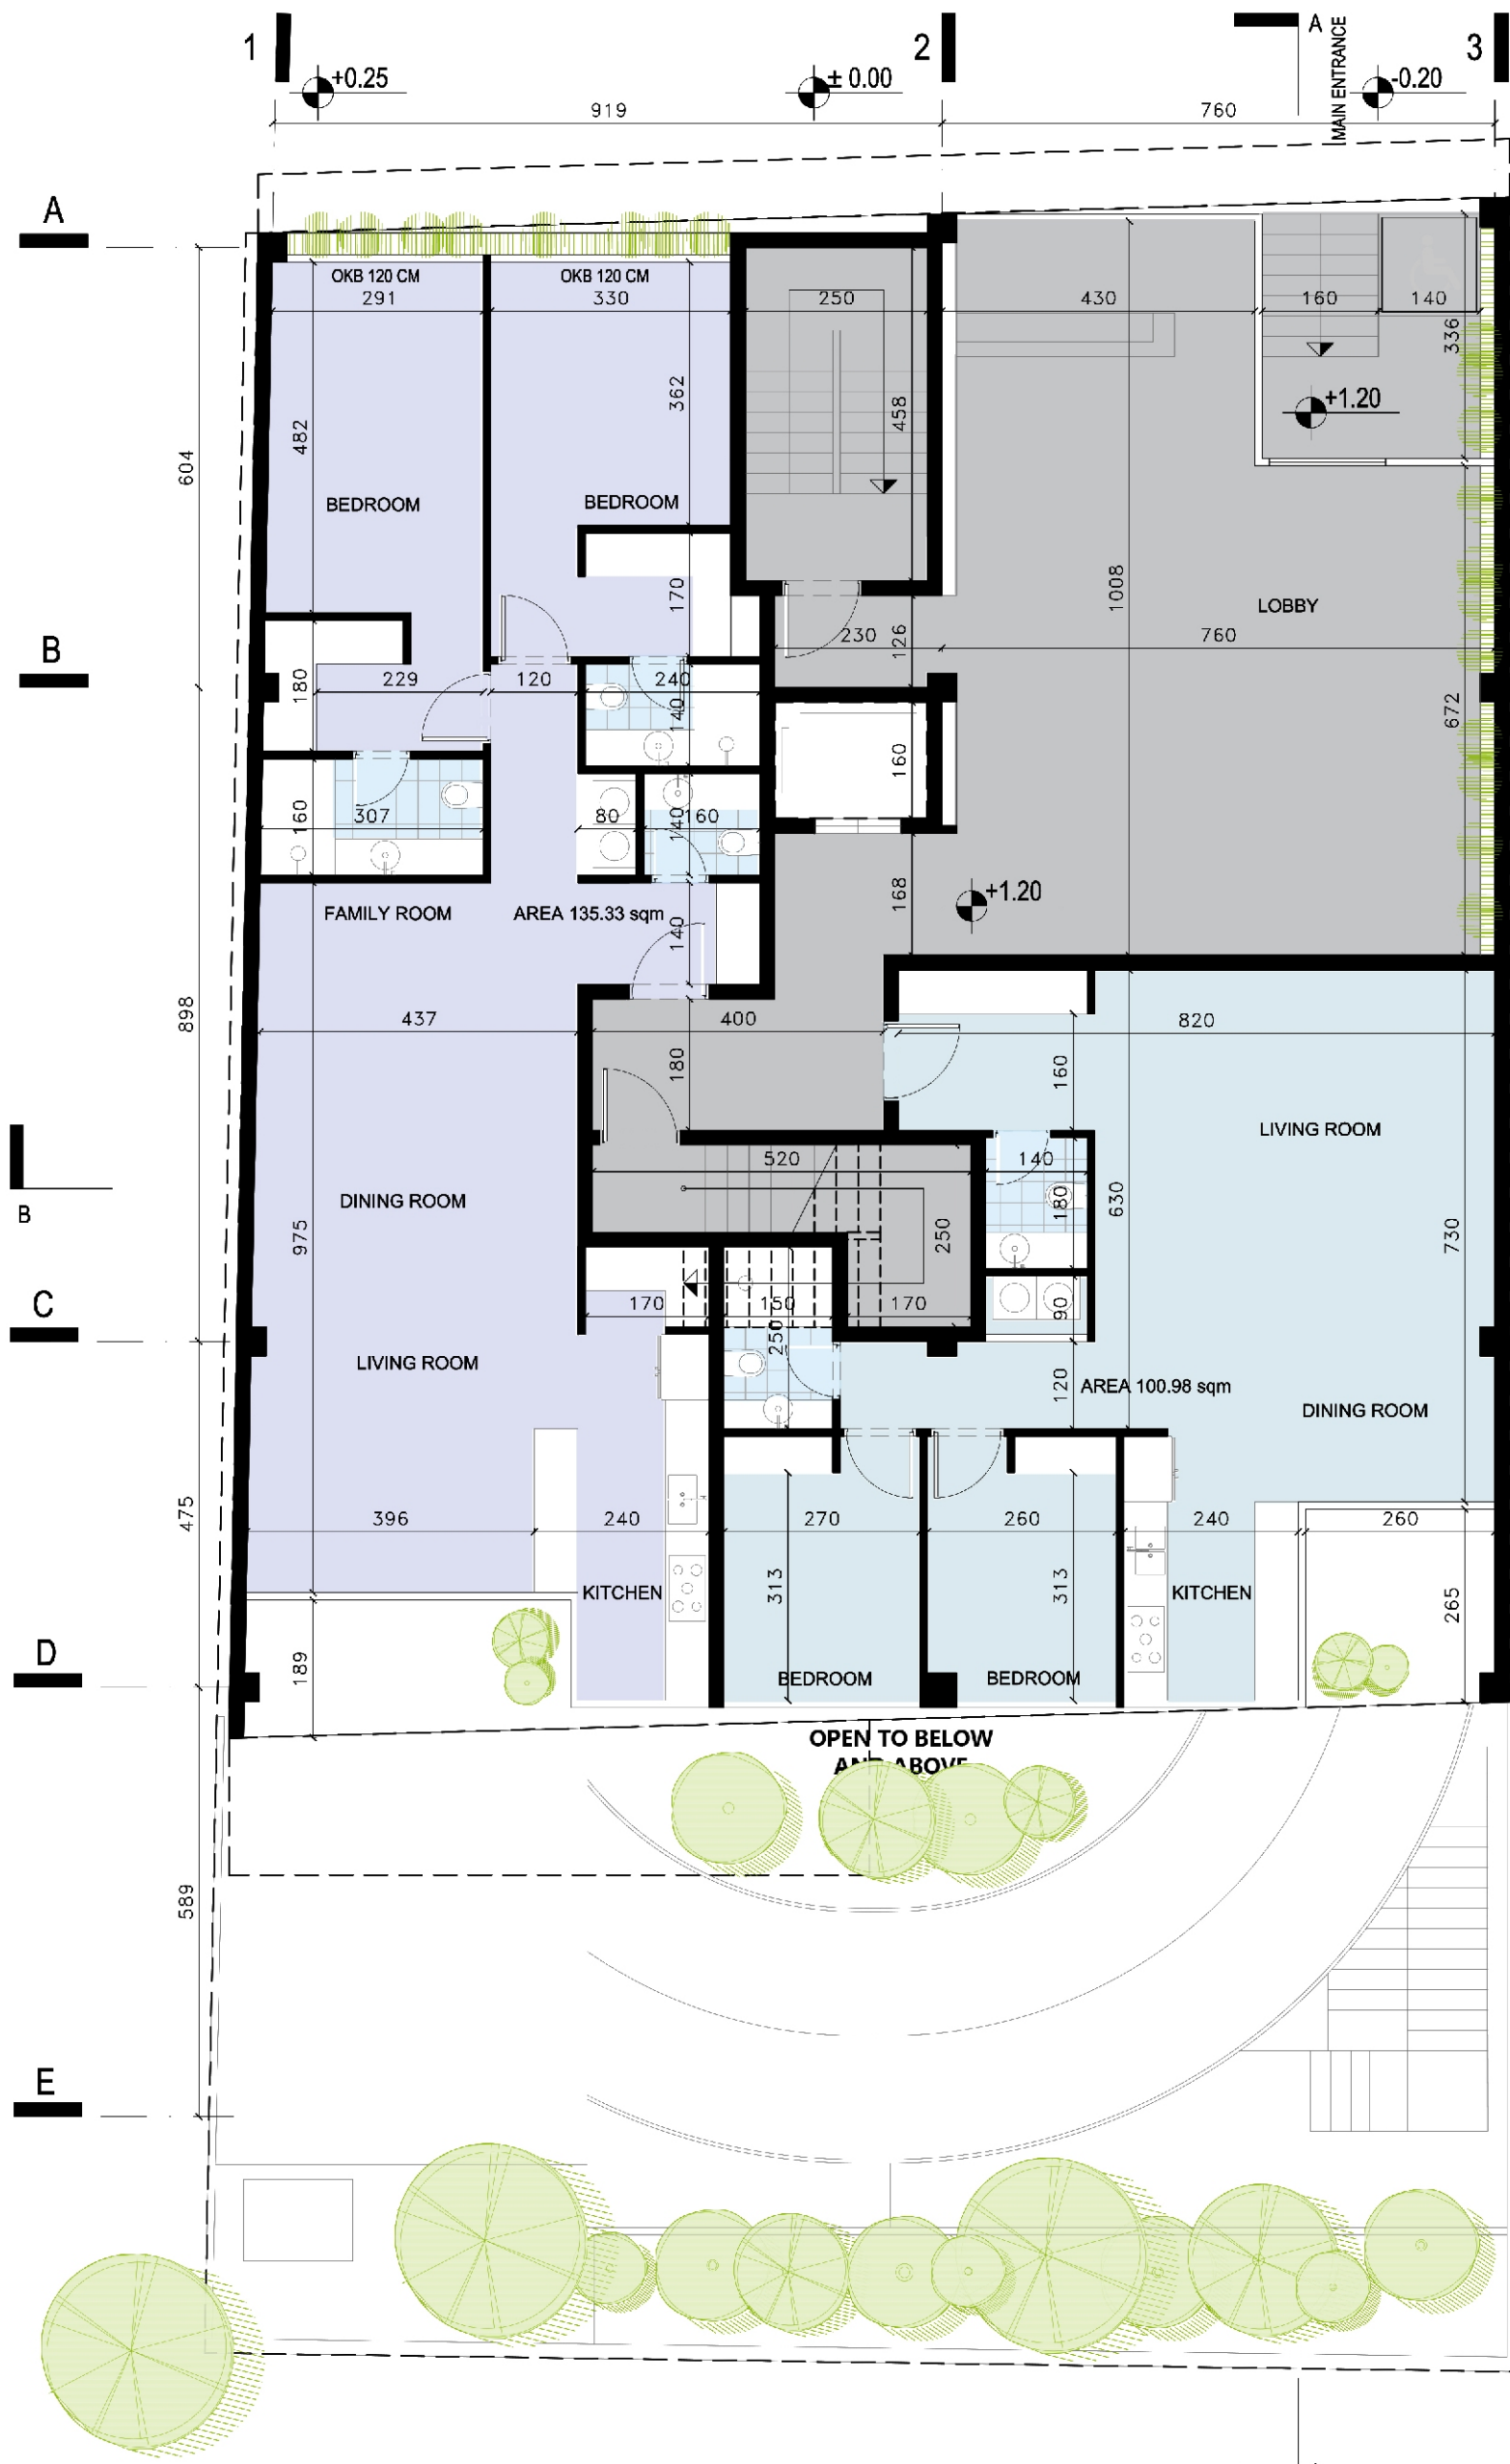 1
2
A
MAIN ENTRANCE
3
+0.25
± 0.00
-0.20
919
760
A
OKB 120 CM
OKB 120 CM
291
330
250
430
160
140
336
362
+1.20
458
482
604
BEDROOM
BEDROOM
1008
170
LOBBY
230
126
760
B
180
229
120
240
140
672
160
160
307
80
140
160
168
+1.20
FAMILY ROOM
AREA 135.33 sqm
140
898
437
400
820
180
160
LIVING ROOM
520
140
B
DINING ROOM
180
630
975
250
730
C
170
150
170
90
250
LIVING ROOM
120
AREA 100.98 sqm
DINING ROOM
475
396
240
270
260
240
260
313
313
KITCHEN
KITCHEN
265
D
189
BEDROOM
BEDROOM
OPEN TO BELOW
AND ABOVE
589
E